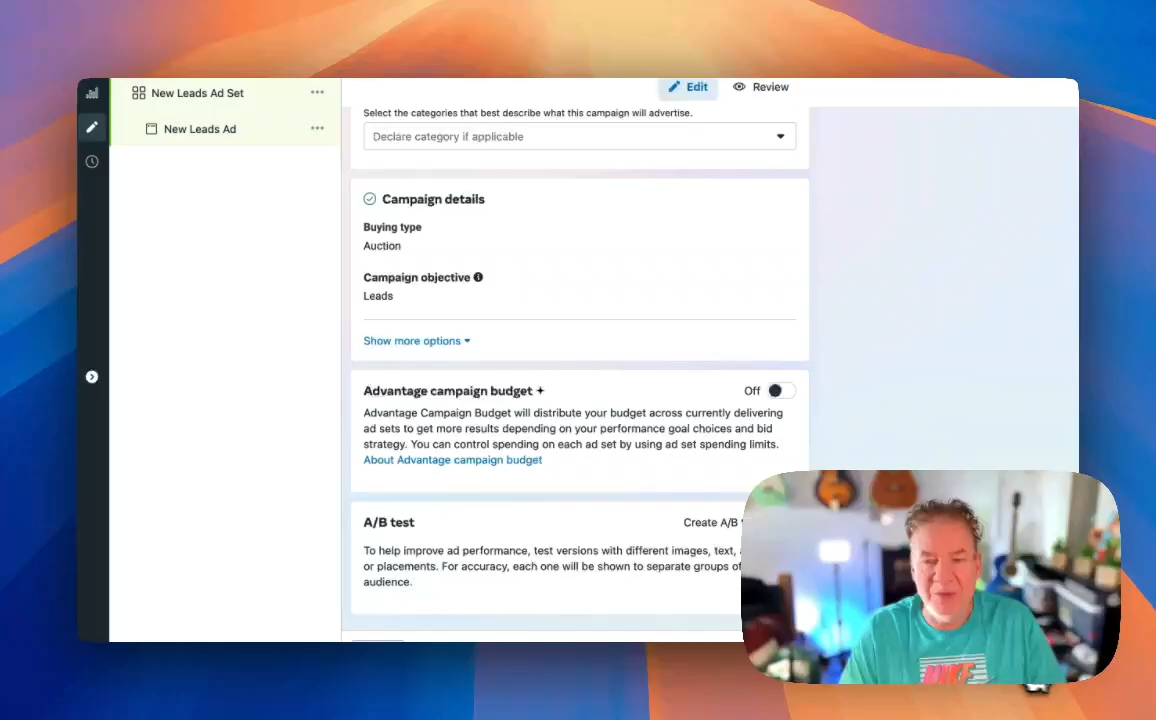 New Leads Ad Set
New Leads Ad
Edit
Review
Select the categories that best describe what this campaign will advertise.
Declare category if applicable
Campaign details
Buying type
Auction
Campaign objective
Leads
Show more options
Advantage campaign budget
Off
Advantage Campaign Budget will distribute your budget across currently delivering
ad sets to get more results depending on your performance goal choices and bid
strategy. You can control spending on each ad set by using ad set spending limits.
About Advantage campaign budget
A/B test
Create A/B
To help improve ad performance, test versions with different images, text,
or placements. For accuracy, each one will be shown to separate groups of
audience.
NIKE